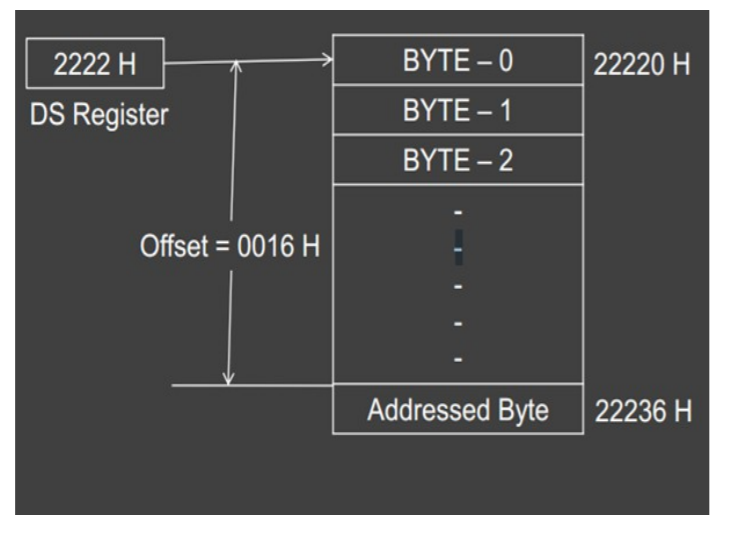 2222 H
DS Register
BYTE – 0
22220 H
BYTE – 1
BYTE – 2
-
-
-
-
-
Offset = 0016 H
Addressed Byte
22236 H